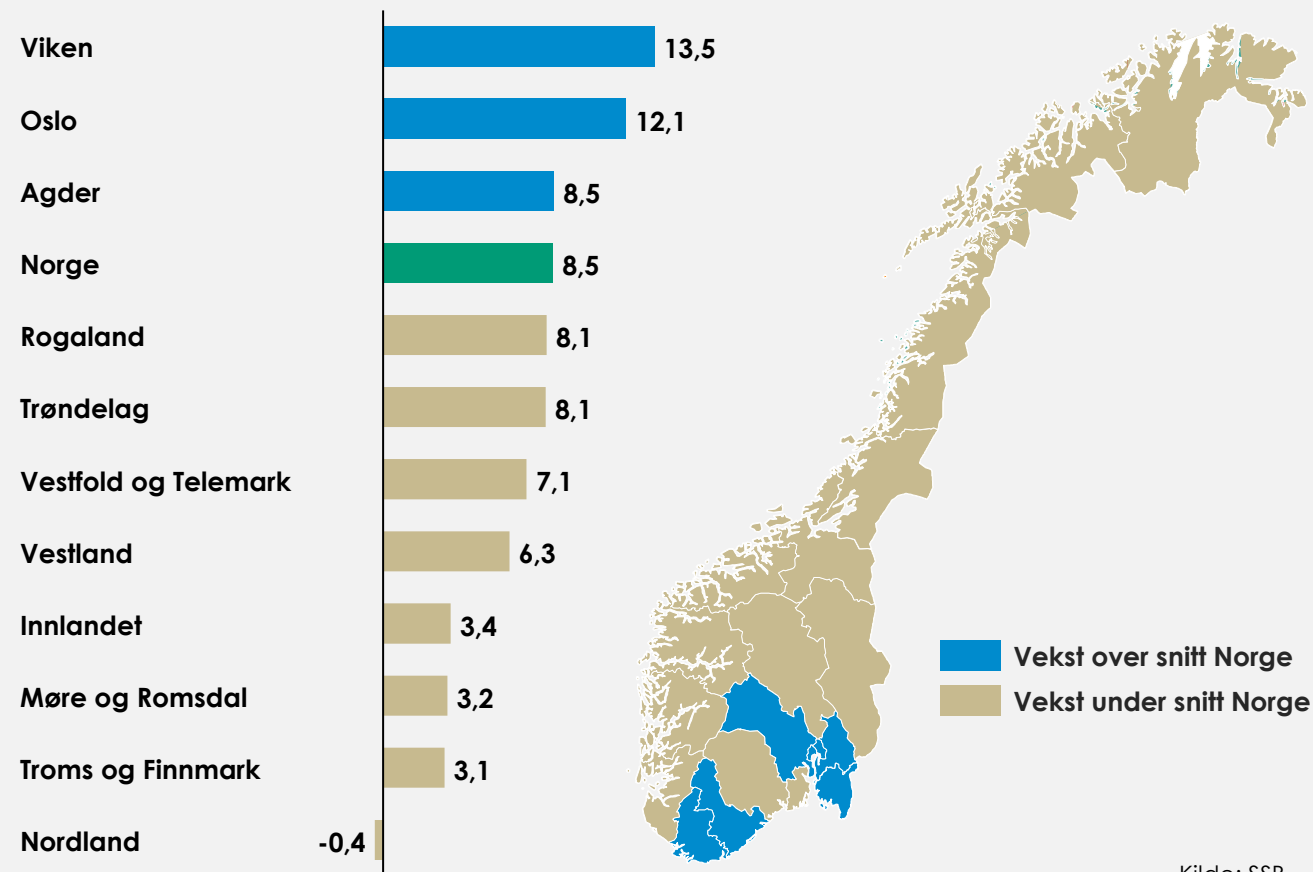 Viken 13,5
Oslo 12,1
Agder 8,5
Norge 8,5
Rogaland 8,1
Trøndelag 8,1
Vestfold og Telemark 7,1
Vestland 6,3
Innlandet 3,4
Møre og Romsdal 3,2
Troms og Finnmark 3,1
Nordland -0,4
Vekst over snitt Norge
Vekst under snitt Norge
Kilde: SSB